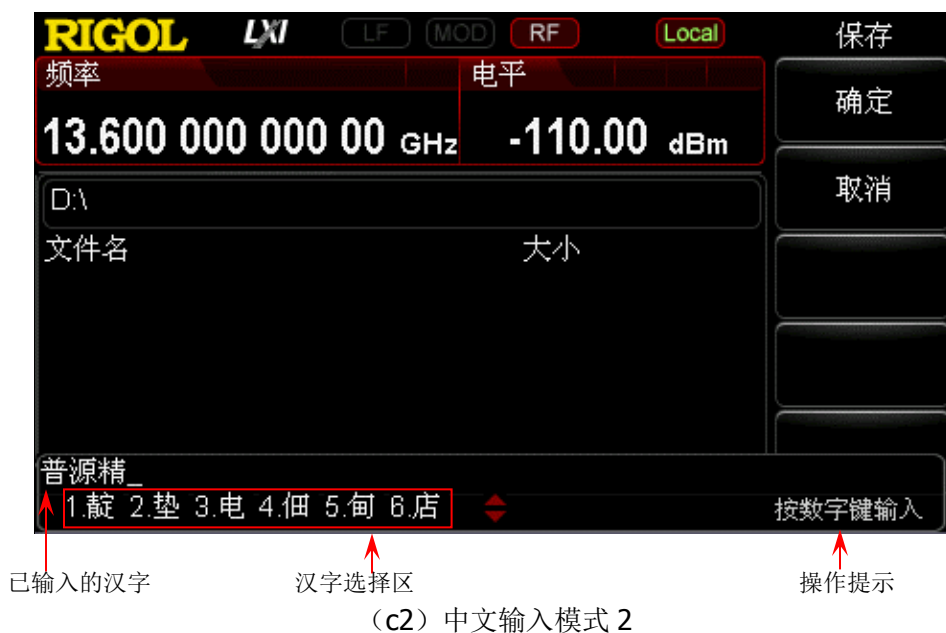 RIGOL LXI LF MOD RF Local 保存
频率 电平 确定
13.600 000 000 00 GHz -110.00 dBm
D:\ 取消
文件名 大小
普源精_
1.靛 2.垫 3.电 4.佃 5.甸 6.店 按数字键输入
已输入的汉字 汉字选择区 操作提示
（c2）中文输入模式 2